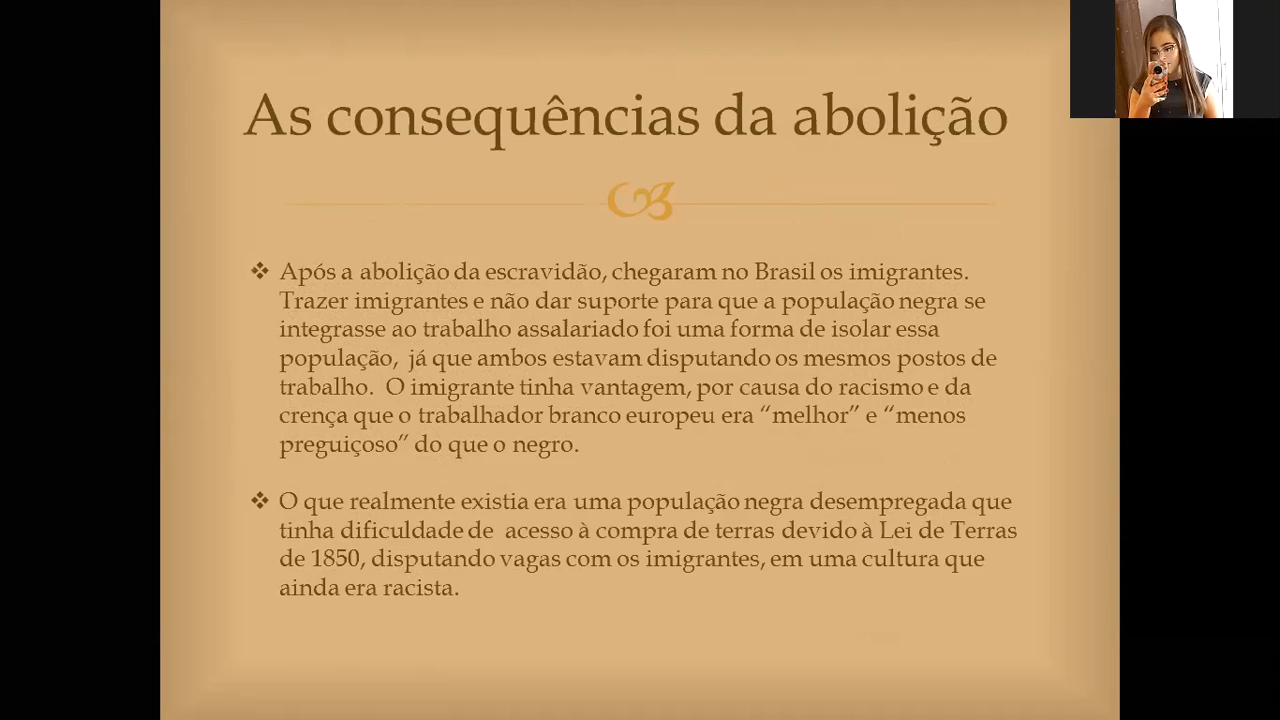 As consequências da abolição
❖ Após a abolição da escravidão, chegaram no Brasil os imigrantes.
Trazer imigrantes e não dar suporte para que a população negra se
integrasse ao trabalho assalariado foi uma forma de isolar essa
população, já que ambos estavam disputando os mesmos postos de
trabalho. O imigrante tinha vantagem, por causa do racismo e da
crença que o trabalhador branco europeu era “melhor” e “menos
preguiçoso” do que o negro.
❖ O que realmente existia era uma população negra desempregada que
tinha dificuldade de acesso à compra de terras devido à Lei de Terras
de 1850, disputando vagas com os imigrantes, em uma cultura que
ainda era racista.